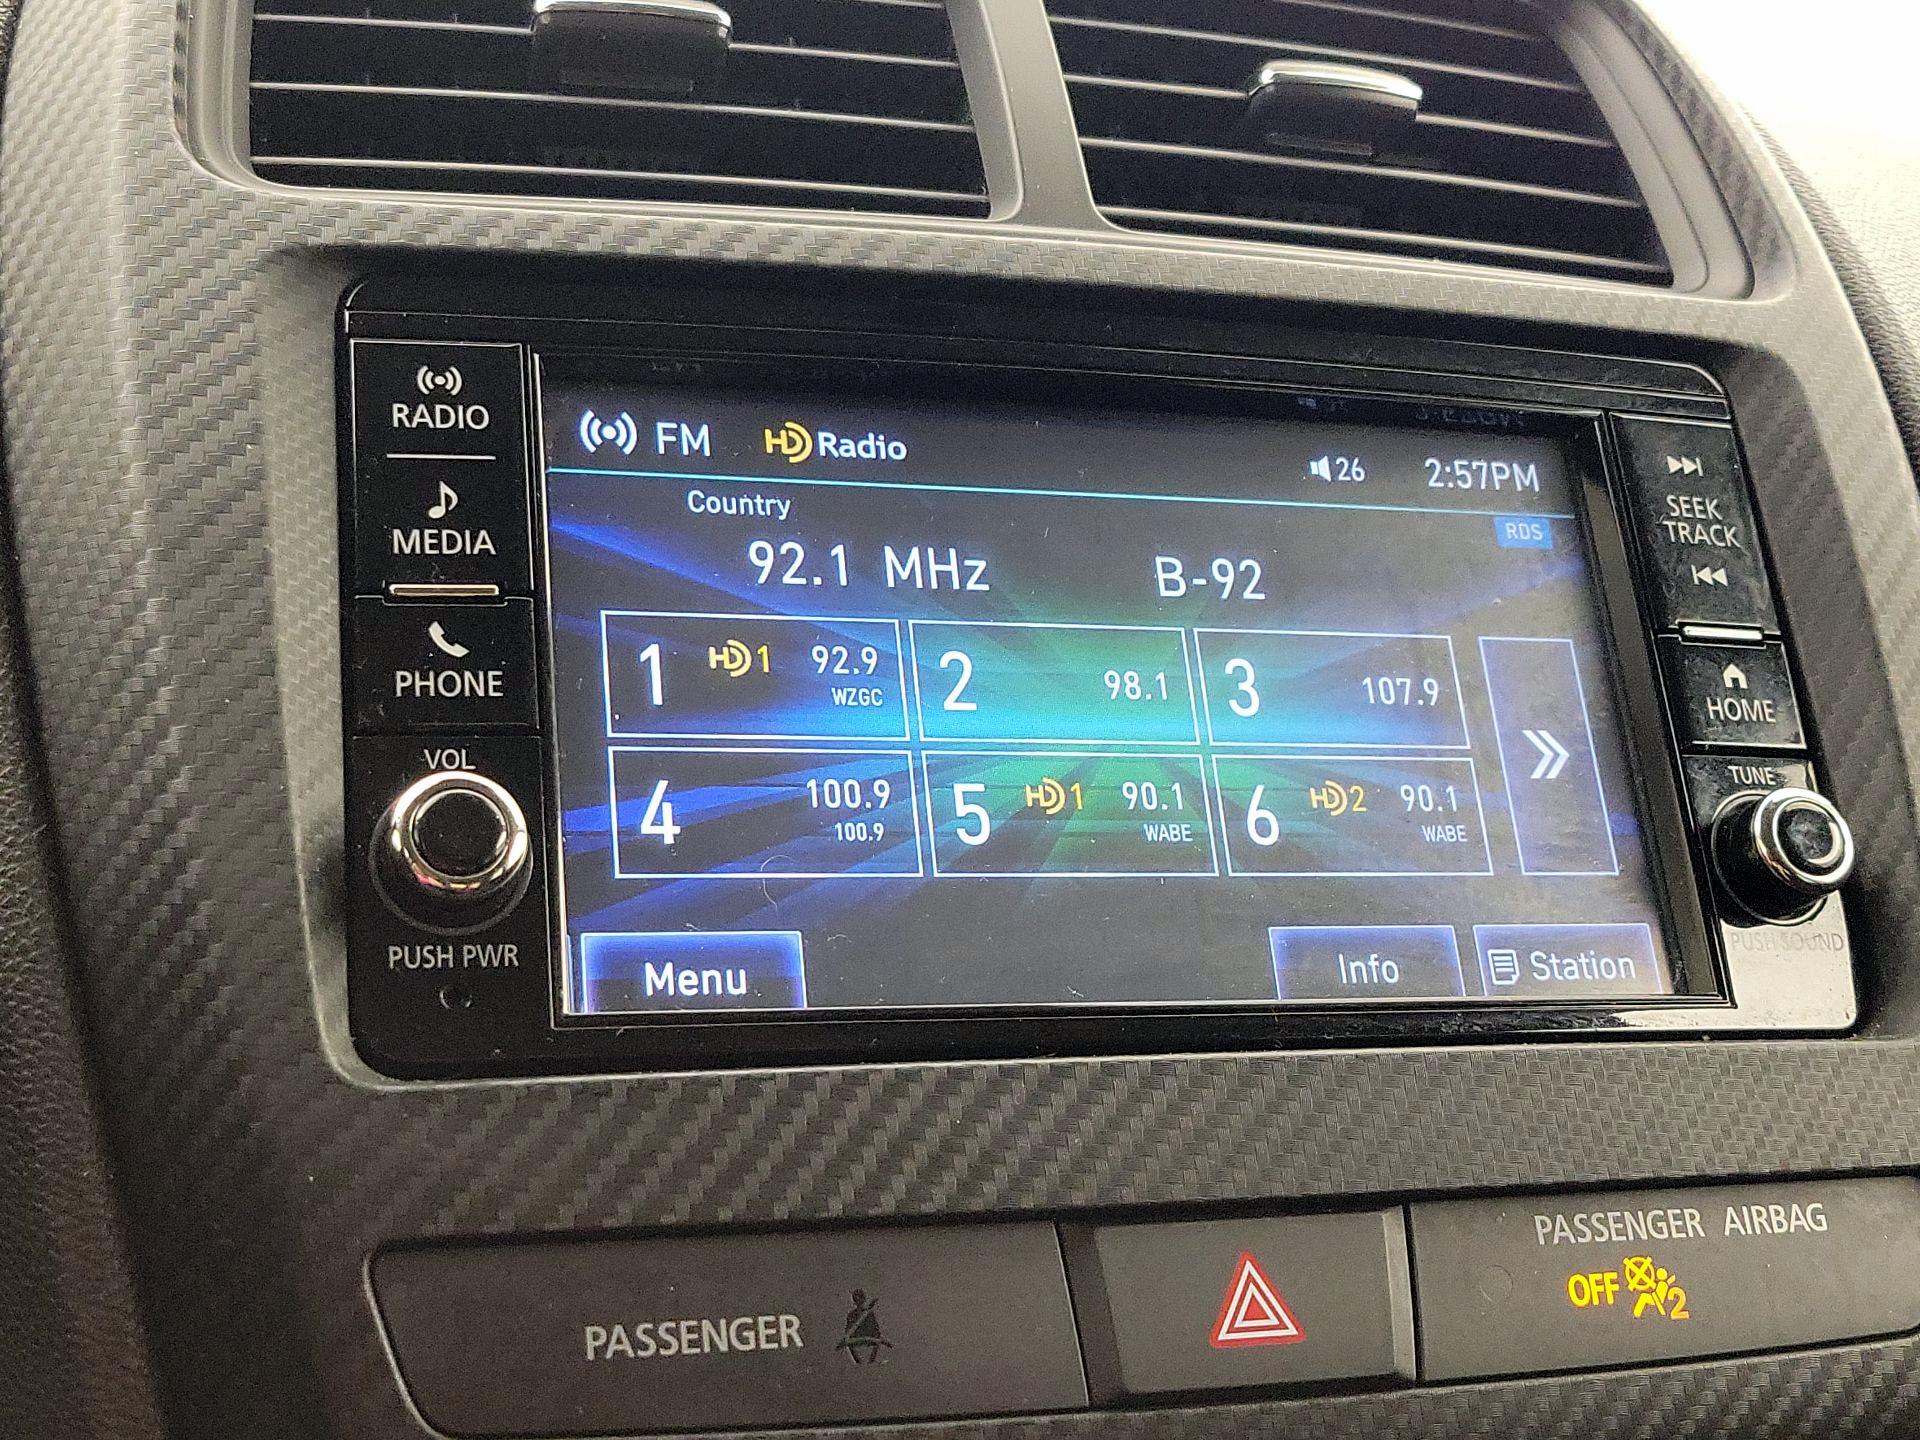 RADIO
MEDIA
PHONE
VOL
PUSH PWR
FM HD Radio 26 2:57PM
Country
RDS
92.1 MHz B-92
1 HD1 92.9
WZGC
2 98.1
3 107.9
4 100.9
100.9
5 HD1 90.1
WABE
6 HD2 90.1
WABE
Menu Info Station
SEEK
TRACK
HOME
TUNE
PUSH SOUND
PASSENGER
PASSENGER AIRBAG
OFF 2